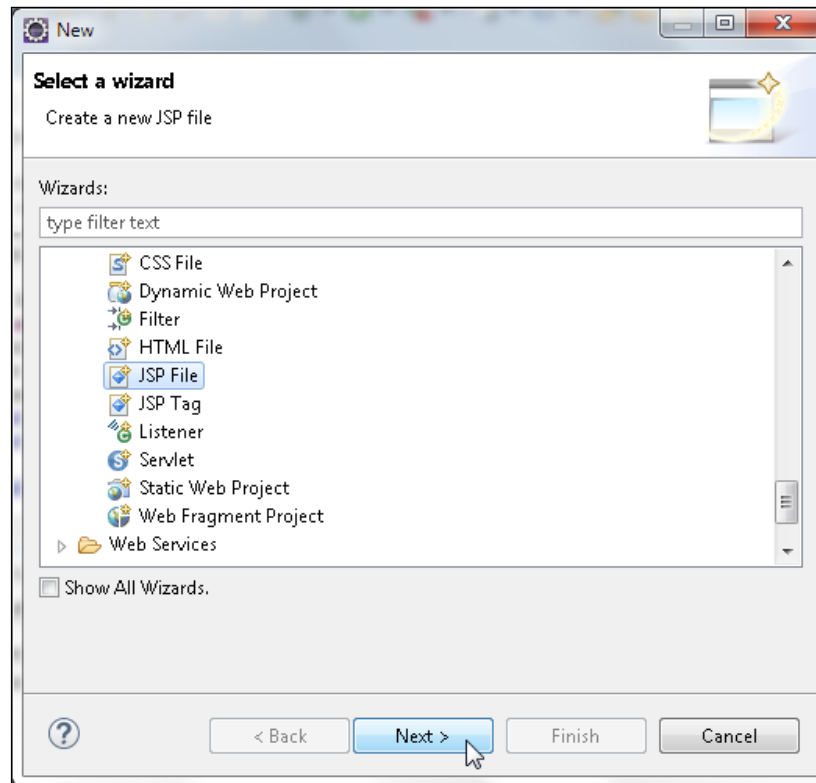 New
Select a wizard
Create a new JSP file
Wizards:
type filter text
CSS File
Dynamic Web Project
Filter
HTML File
JSP File
JSP Tag
Listener
Servlet
Static Web Project
Web Fragment Project
Web Services
Show All Wizards.
? < Back Next > Finish Cancel